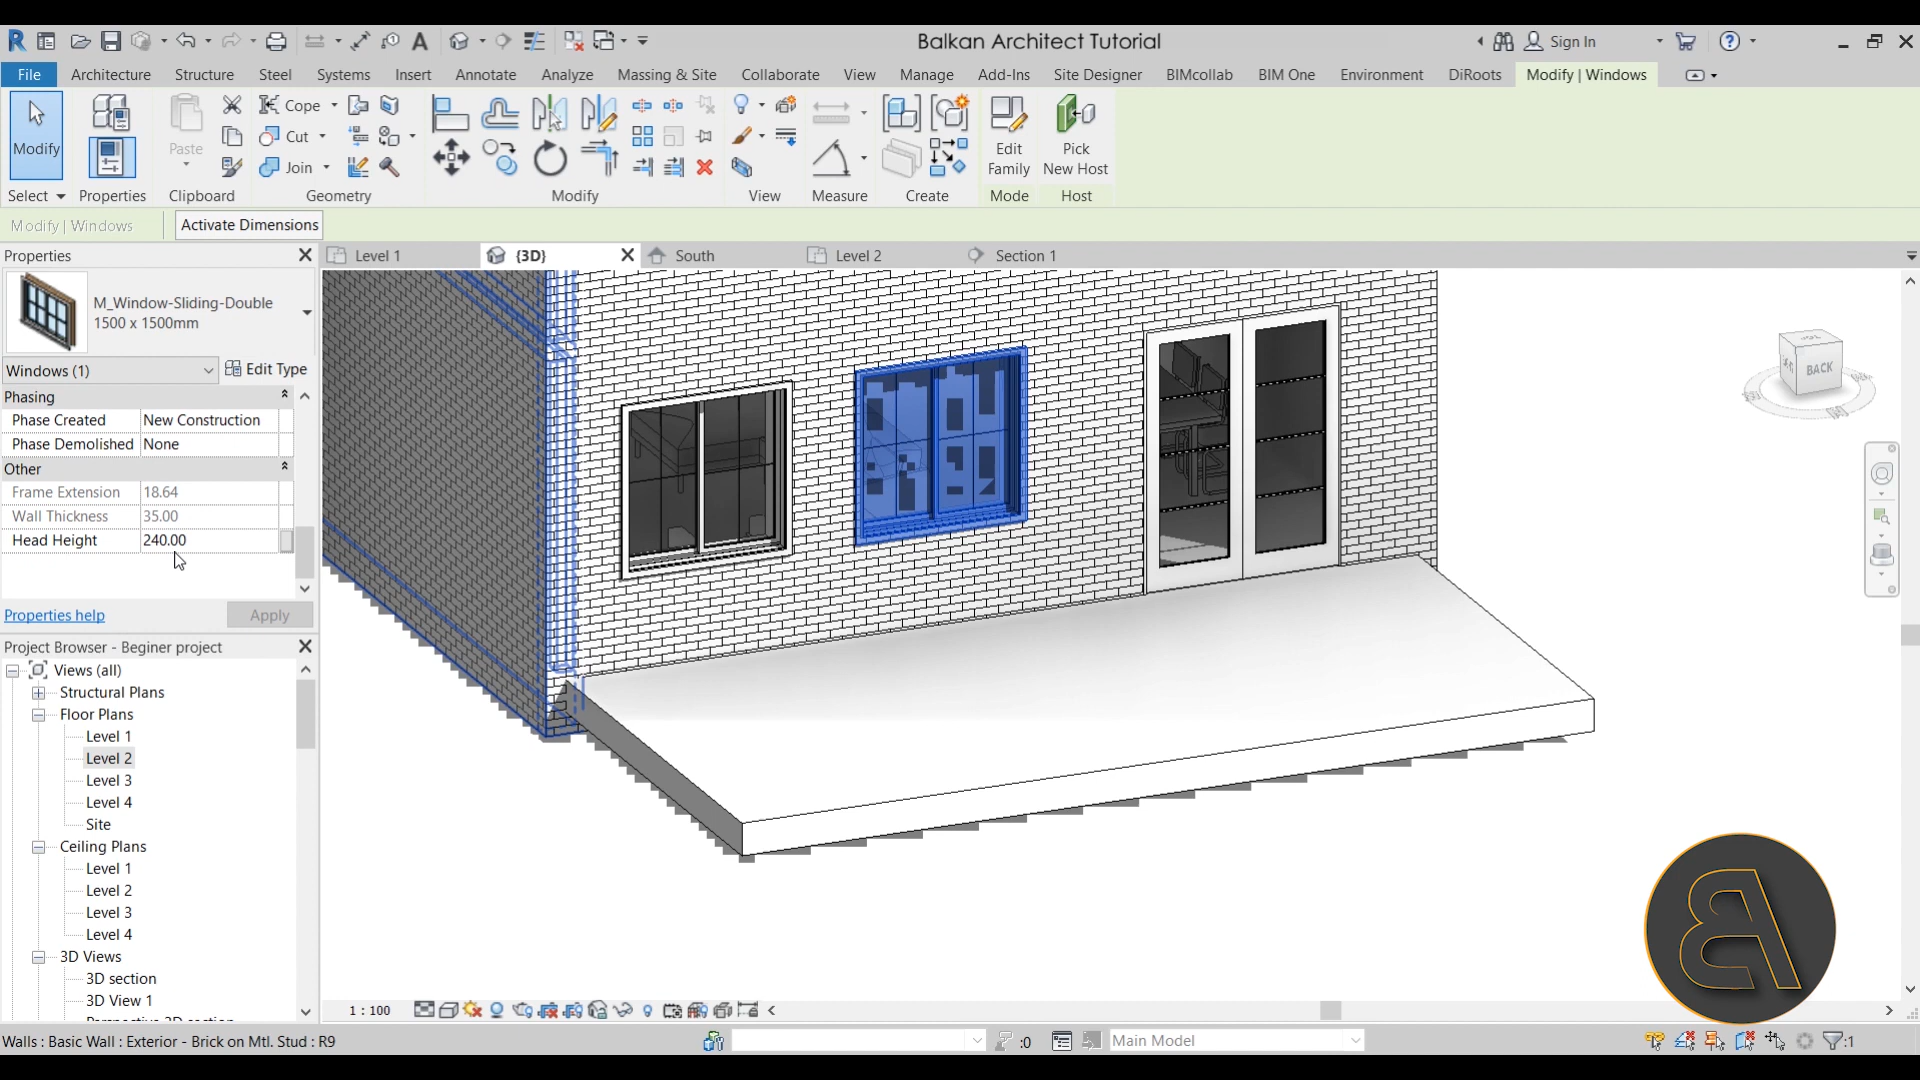 Balkan Architect Tutorial
Sign In
File Architecture Structure Steel Systems Insert Annotate Analyze Massing & Site Collaborate View Manage Add-Ins Site Designer BIMcollab BIM One Environment DiRoots Modify | Windows
Modify
Paste
Cope
Cut
Join
Edit
Family
Pick
New Host
Select Properties Clipboard Geometry Modify View Measure Create Mode Host
Modify | Windows Activate Dimensions
Properties
Level 1 {3D} South Level 2 Section 1
M_Window-Sliding-Double
1500 x 1500mm
Windows (1) Edit Type
Phasing
Phase Created New Construction
Phase Demolished None
Other
Frame Extension 18.64
Wall Thickness 35.00
Head Height 240.00
Properties help Apply
BACK
Project Browser - Beginer project
Views (all)
Structural Plans
Floor Plans
Level 1
Level 2
Level 3
Level 4
Site
Ceiling Plans
Level 1
Level 2
Level 3
Level 4
3D Views
3D section
3D View 1
1 : 100
Walls : Basic Wall : Exterior - Brick on Mtl. Stud : R9
:0
Main Model
:1